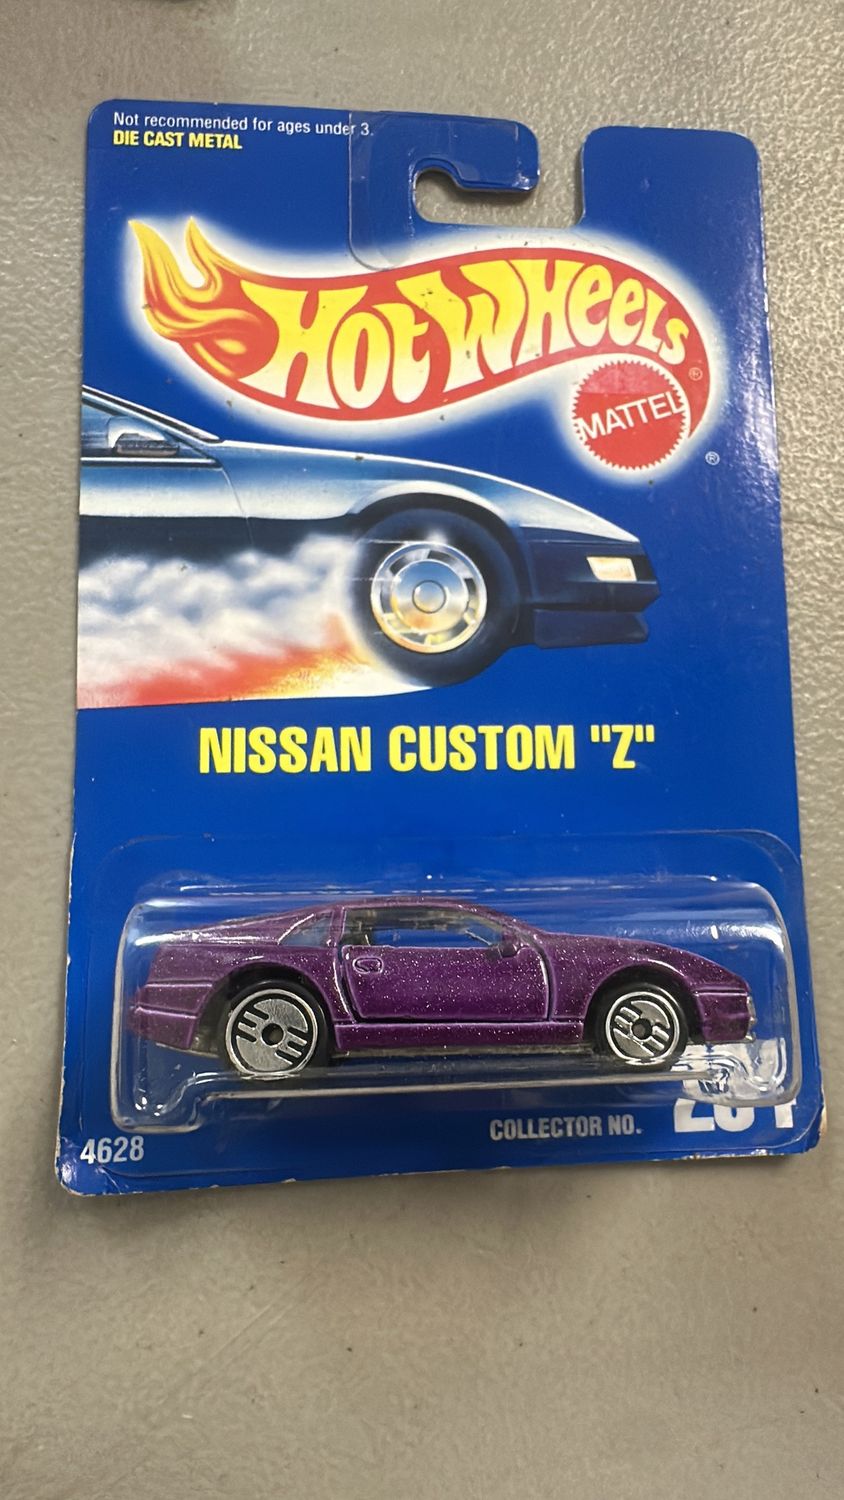 Not recommended for ages under 3.
DIE CAST METAL
HOT WHEELS
®
MATTEL
®
NISSAN CUSTOM "Z"
4628
COLLECTOR NO.